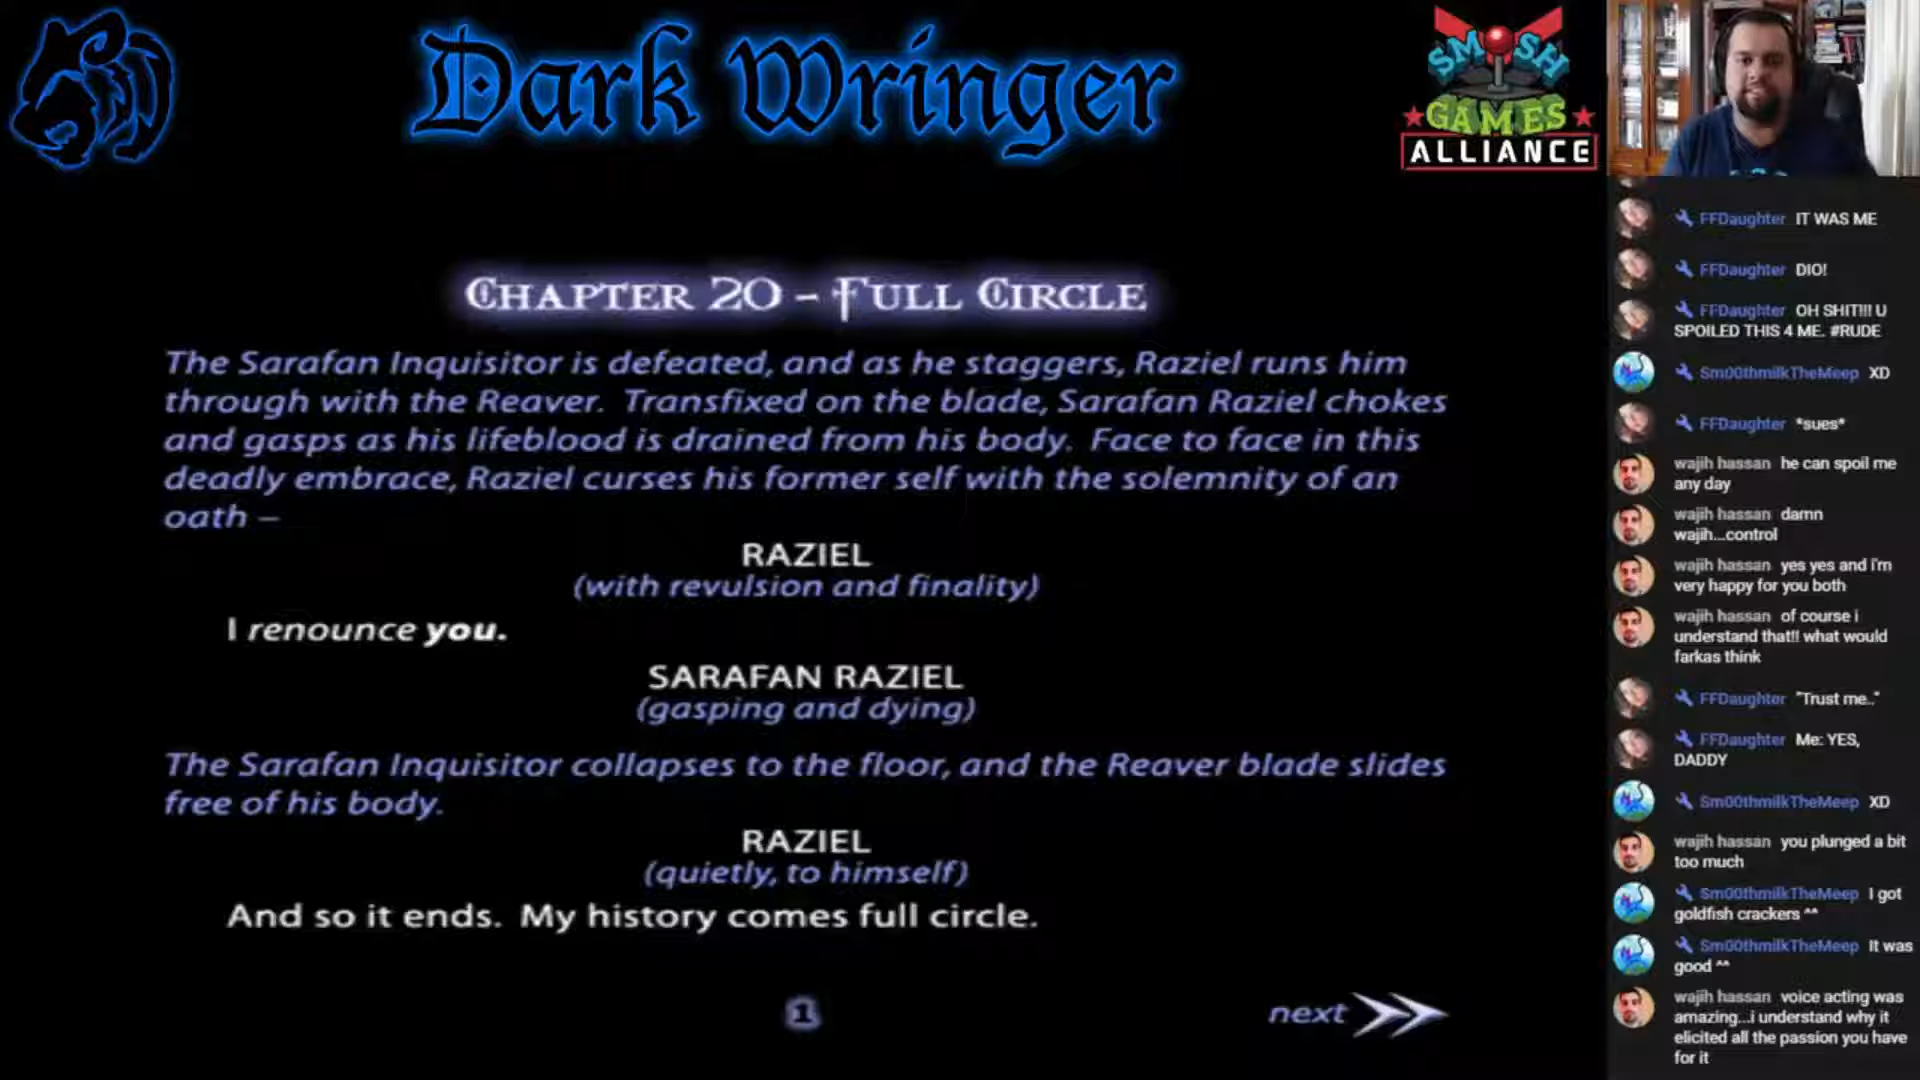 Dark Wringer
SMASH
GAMES
ALLIANCE
CHAPTER 20 – FULL CIRCLE
The Sarafan Inquisitor is defeated, and as he staggers, Raziel runs him
through with the Reaver. Transfixed on the blade, Sarafan Raziel chokes
and gasps as his lifeblood is drained from his body. Face to face in this
deadly embrace, Raziel curses his former self with the solemnity of an
oath –
RAZIEL
(with revulsion and finality)
I renounce you.
SARAFAN RAZIEL
(gasping and dying)
The Sarafan Inquisitor collapses to the floor, and the Reaver blade slides
free of his body.
RAZIEL
(quietly, to himself)
And so it ends. My history comes full circle.
1
next
FFDaughter IT WAS ME
FFDaughter DIO!
FFDaughter OH SHIT!!! U
SPOILED THIS 4 ME. #RUDE
Sm00thmilkTheMeep XD
FFDaughter *sues*
wajih hassan he can spoil me
any day
wajih hassan damn
wajih...control
wajih hassan yes yes and i'm
very happy for you both
wajih hassan of course i
understand that!! what would
farkas think
FFDaughter "Trust me.."
FFDaughter Me: YES,
DADDY
Sm00thmilkTheMeep XD
wajih hassan you plunged a bit
too much
Sm00thmilkTheMeep I got
goldfish crackers ^^
Sm00thmilkTheMeep It was
good ^^
wajih hassan voice acting was
amazing...i understand why it
elicited all the passion you have
for it